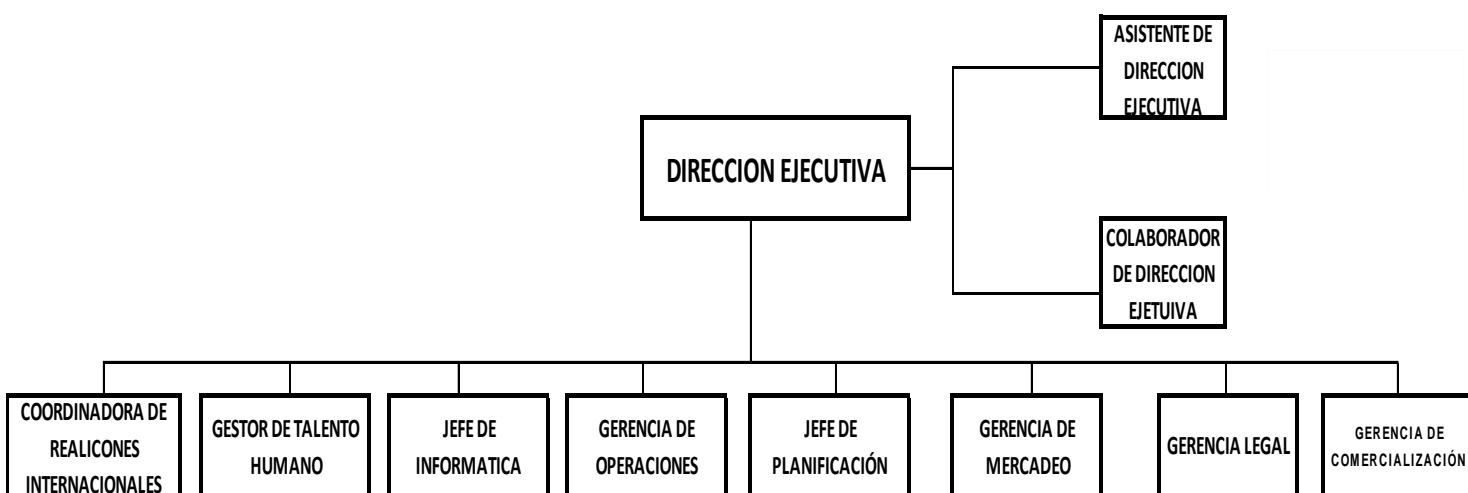 ASISTENTE DE
DIRECCION
EJECUTIVA
DIRECCION EJECUTIVA
COLABORADOR
DE DIRECCION
EJETUIVA
COORDINADORA DE
REALICONES
INTERNACIONALES
GESTOR DE TALENTO
HUMANO
JEFE DE
INFORMATICA
GERENCIA DE
OPERACIONES
JEFE DE
PLANIFICACIÓN
GERENCIA DE
MERCADEO
GERENCIA LEGAL
GERENCIA DE
COMERCIALIZACIÓN